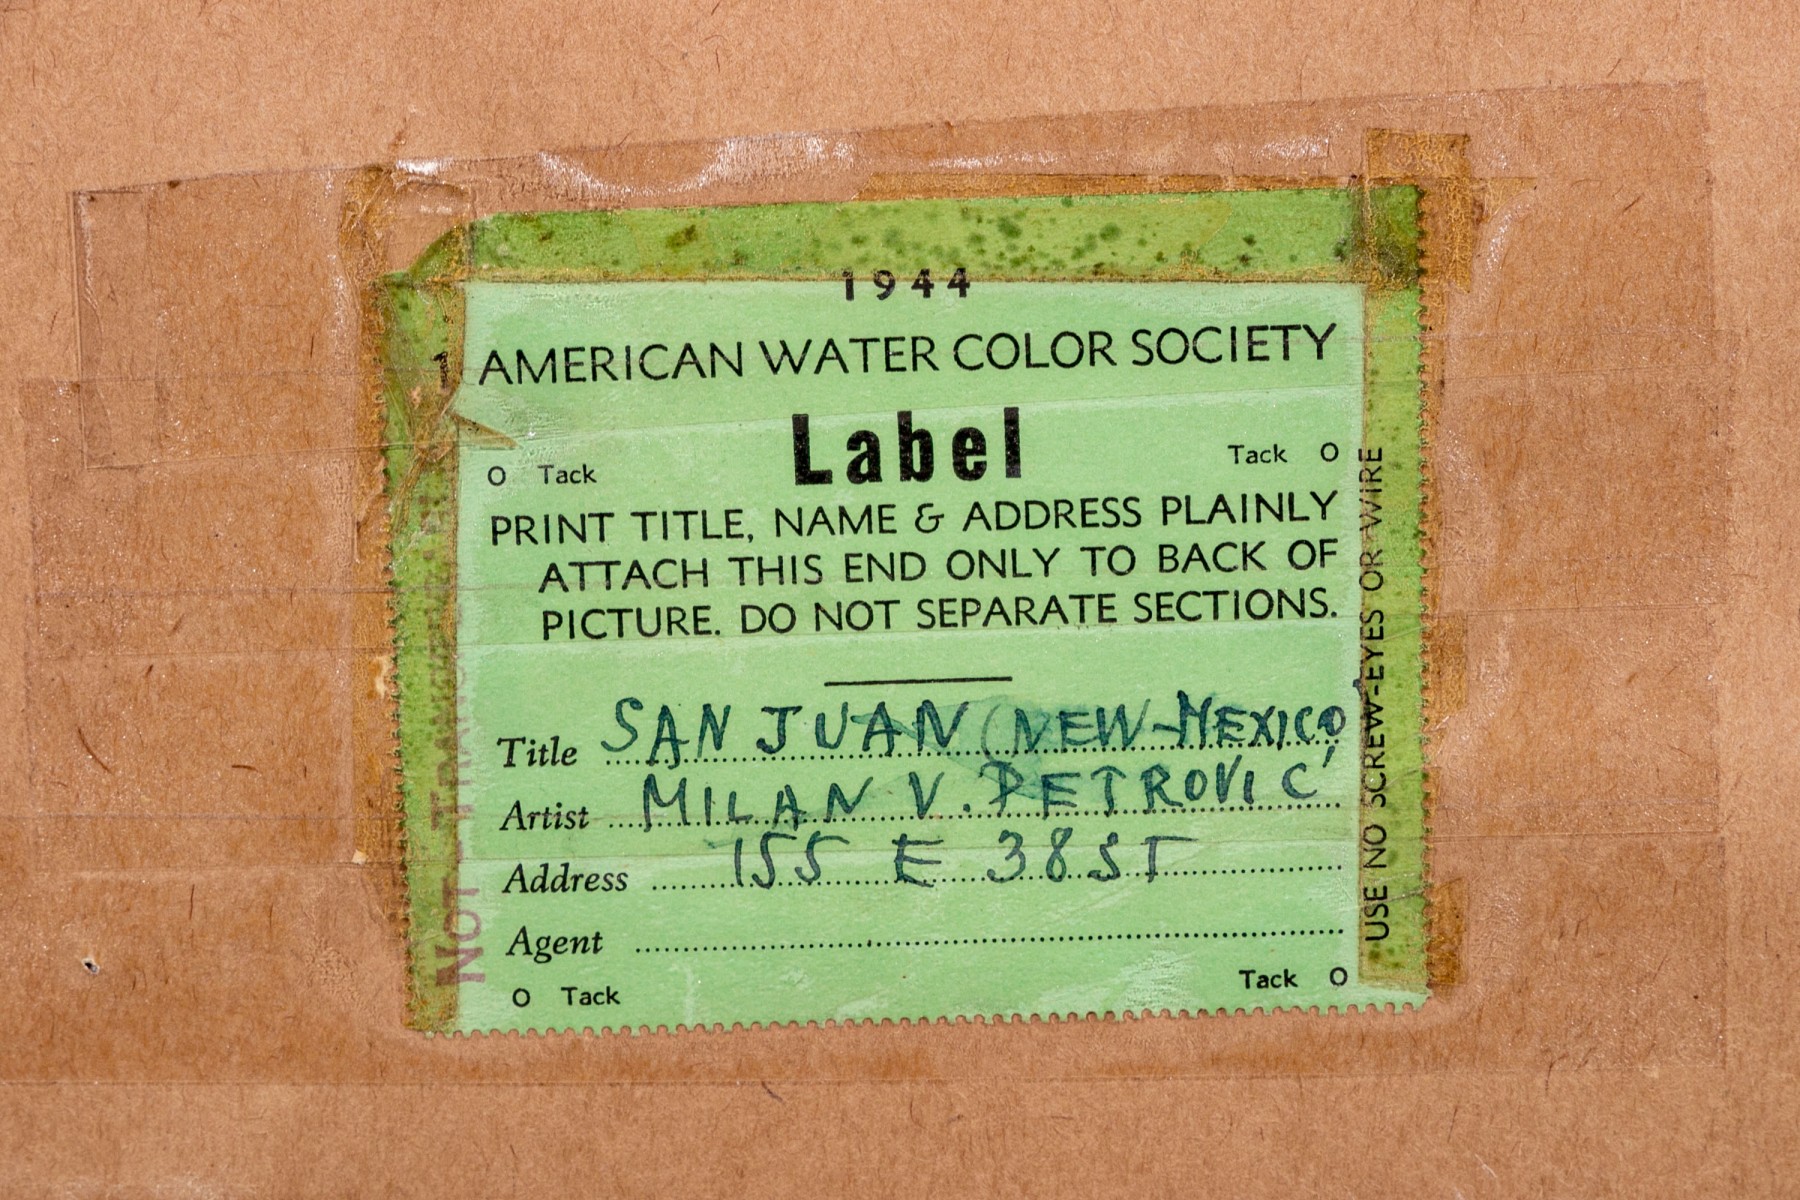 1944
AMERICAN WATER COLOR SOCIETY
Label
O Tack
Tack O
PRINT TITLE, NAME & ADDRESS PLAINLY
ATTACH THIS END ONLY TO BACK OF
PICTURE. DO NOT SEPARATE SECTIONS.
Title SAN JUAN (NEW-MEXICO
Artist MILAN V. PETROVIĆ
Address 155 E 38 ST
Agent
O Tack
Tack O
USE NO SCREW-EYES OR WIRE
NOT